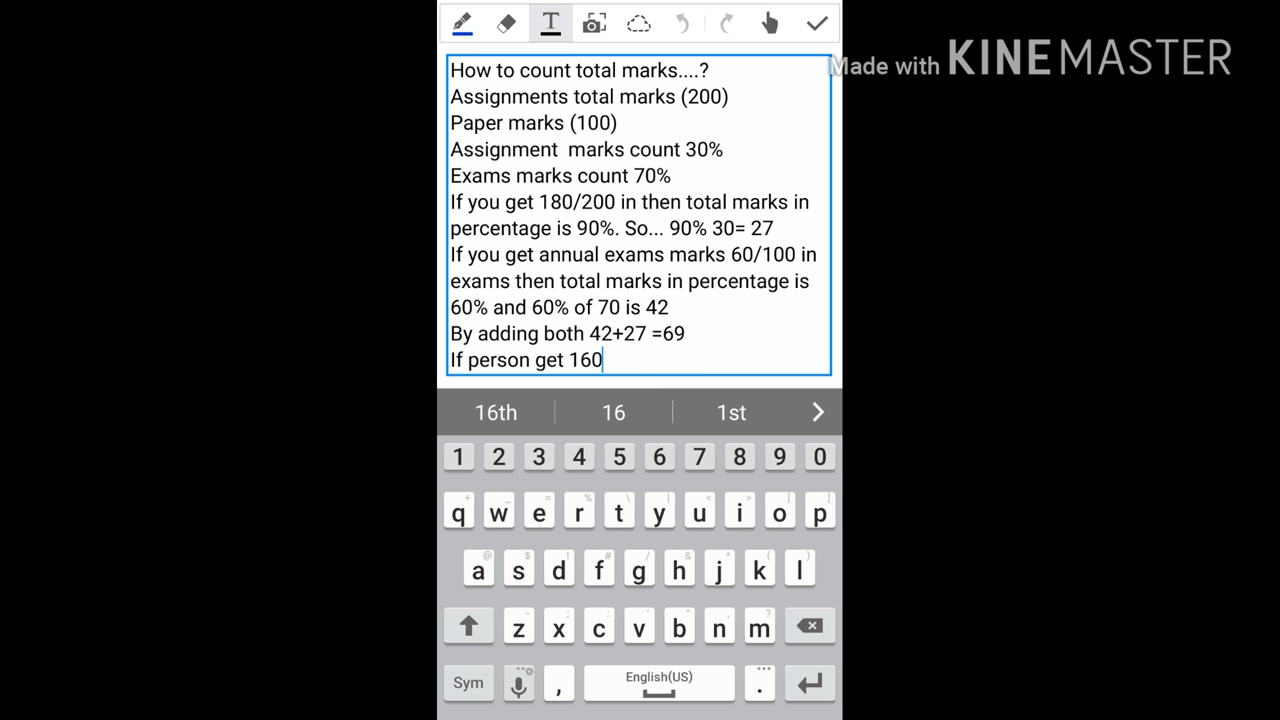 T
Made with KINEMASTER
How to count total marks....?
Assignments total marks (200)
Paper marks (100)
Assignment  marks count 30%
Exams marks count 70%
If you get 180/200 in then total marks in
percentage is 90%. So... 90% 30= 27
If you get annual exams marks 60/100 in
exams then total marks in percentage is
60% and 60% of 70 is 42
By adding both 42+27 =69
If person get 160
16th 16 1st
1 2 3 4 5 6 7 8 9 0
q w e r t y u i o p
a s d f g h j k l
z x c v b n m
Sym , English(US) .